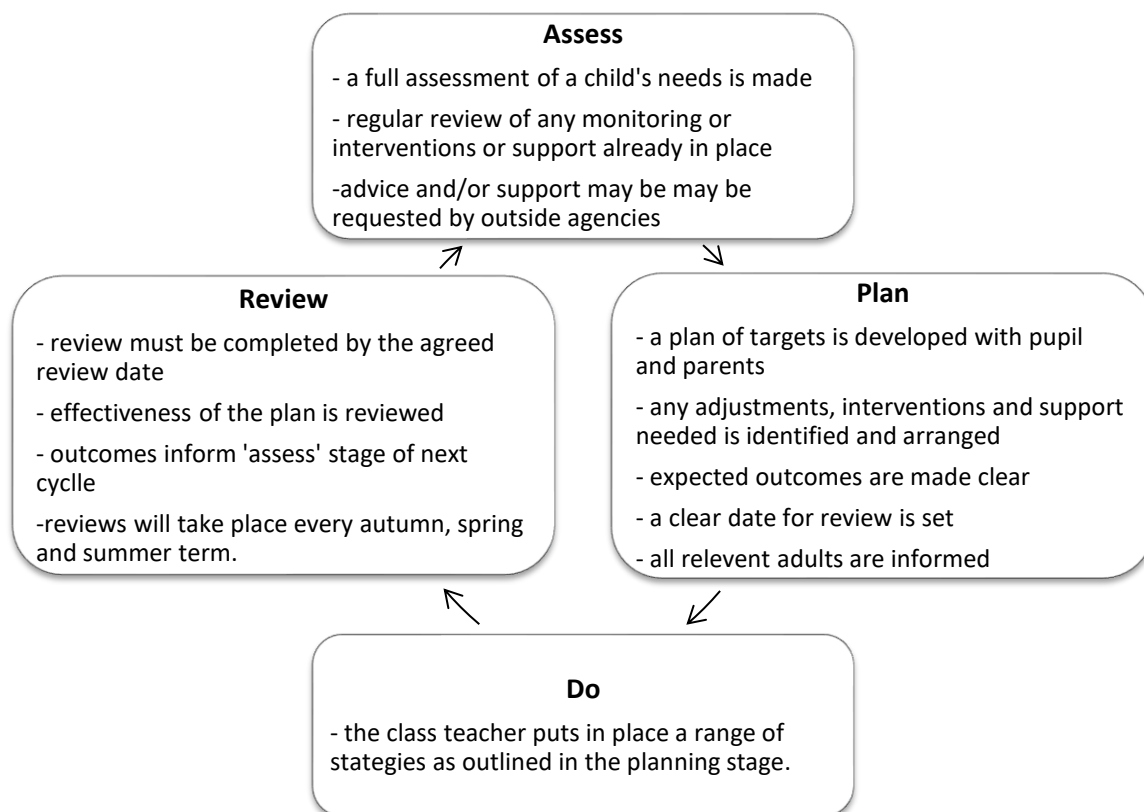 Assess
- a full assessment of a child's needs is made
- regular review of any monitoring or
interventions or support already in place
-advice and/or support may be may be
requested by outside agencies
Review
- review must be completed by the agreed
review date
- effectiveness of the plan is reviewed
- outcomes inform 'assess' stage of next
cyclle
-reviews will take place every autumn, spring
and summer term.
Plan
- a plan of targets is developed with pupil
and parents
- any adjustments, interventions and support
needed is identified and arranged
- expected outcomes are made clear
- a clear date for review is set
- all relevent adults are informed
Do
- the class teacher puts in place a range of
stategies as outlined in the planning stage.